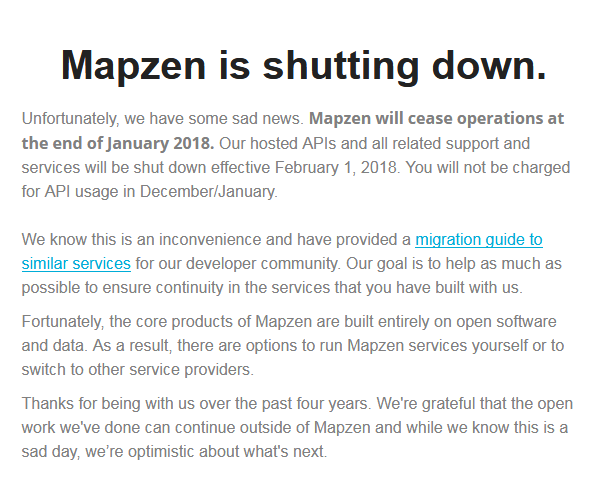 Mapzen is shutting down.
Unfortunately, we have some sad news. Mapzen will cease operations at
the end of January 2018. Our hosted APIs and all related support and
services will be shut down effective February 1, 2018. You will not be charged
for API usage in December/January.
We know this is an inconvenience and have provided a migration guide to
similar services for our developer community. Our goal is to help as much as
possible to ensure continuity in the services that you have built with us.
Fortunately, the core products of Mapzen are built entirely on open software
and data. As a result, there are options to run Mapzen services yourself or to
switch to other service providers.
Thanks for being with us over the past four years. We're grateful that the open
work we've done can continue outside of Mapzen and while we know this is a
sad day, we’re optimistic about what's next.